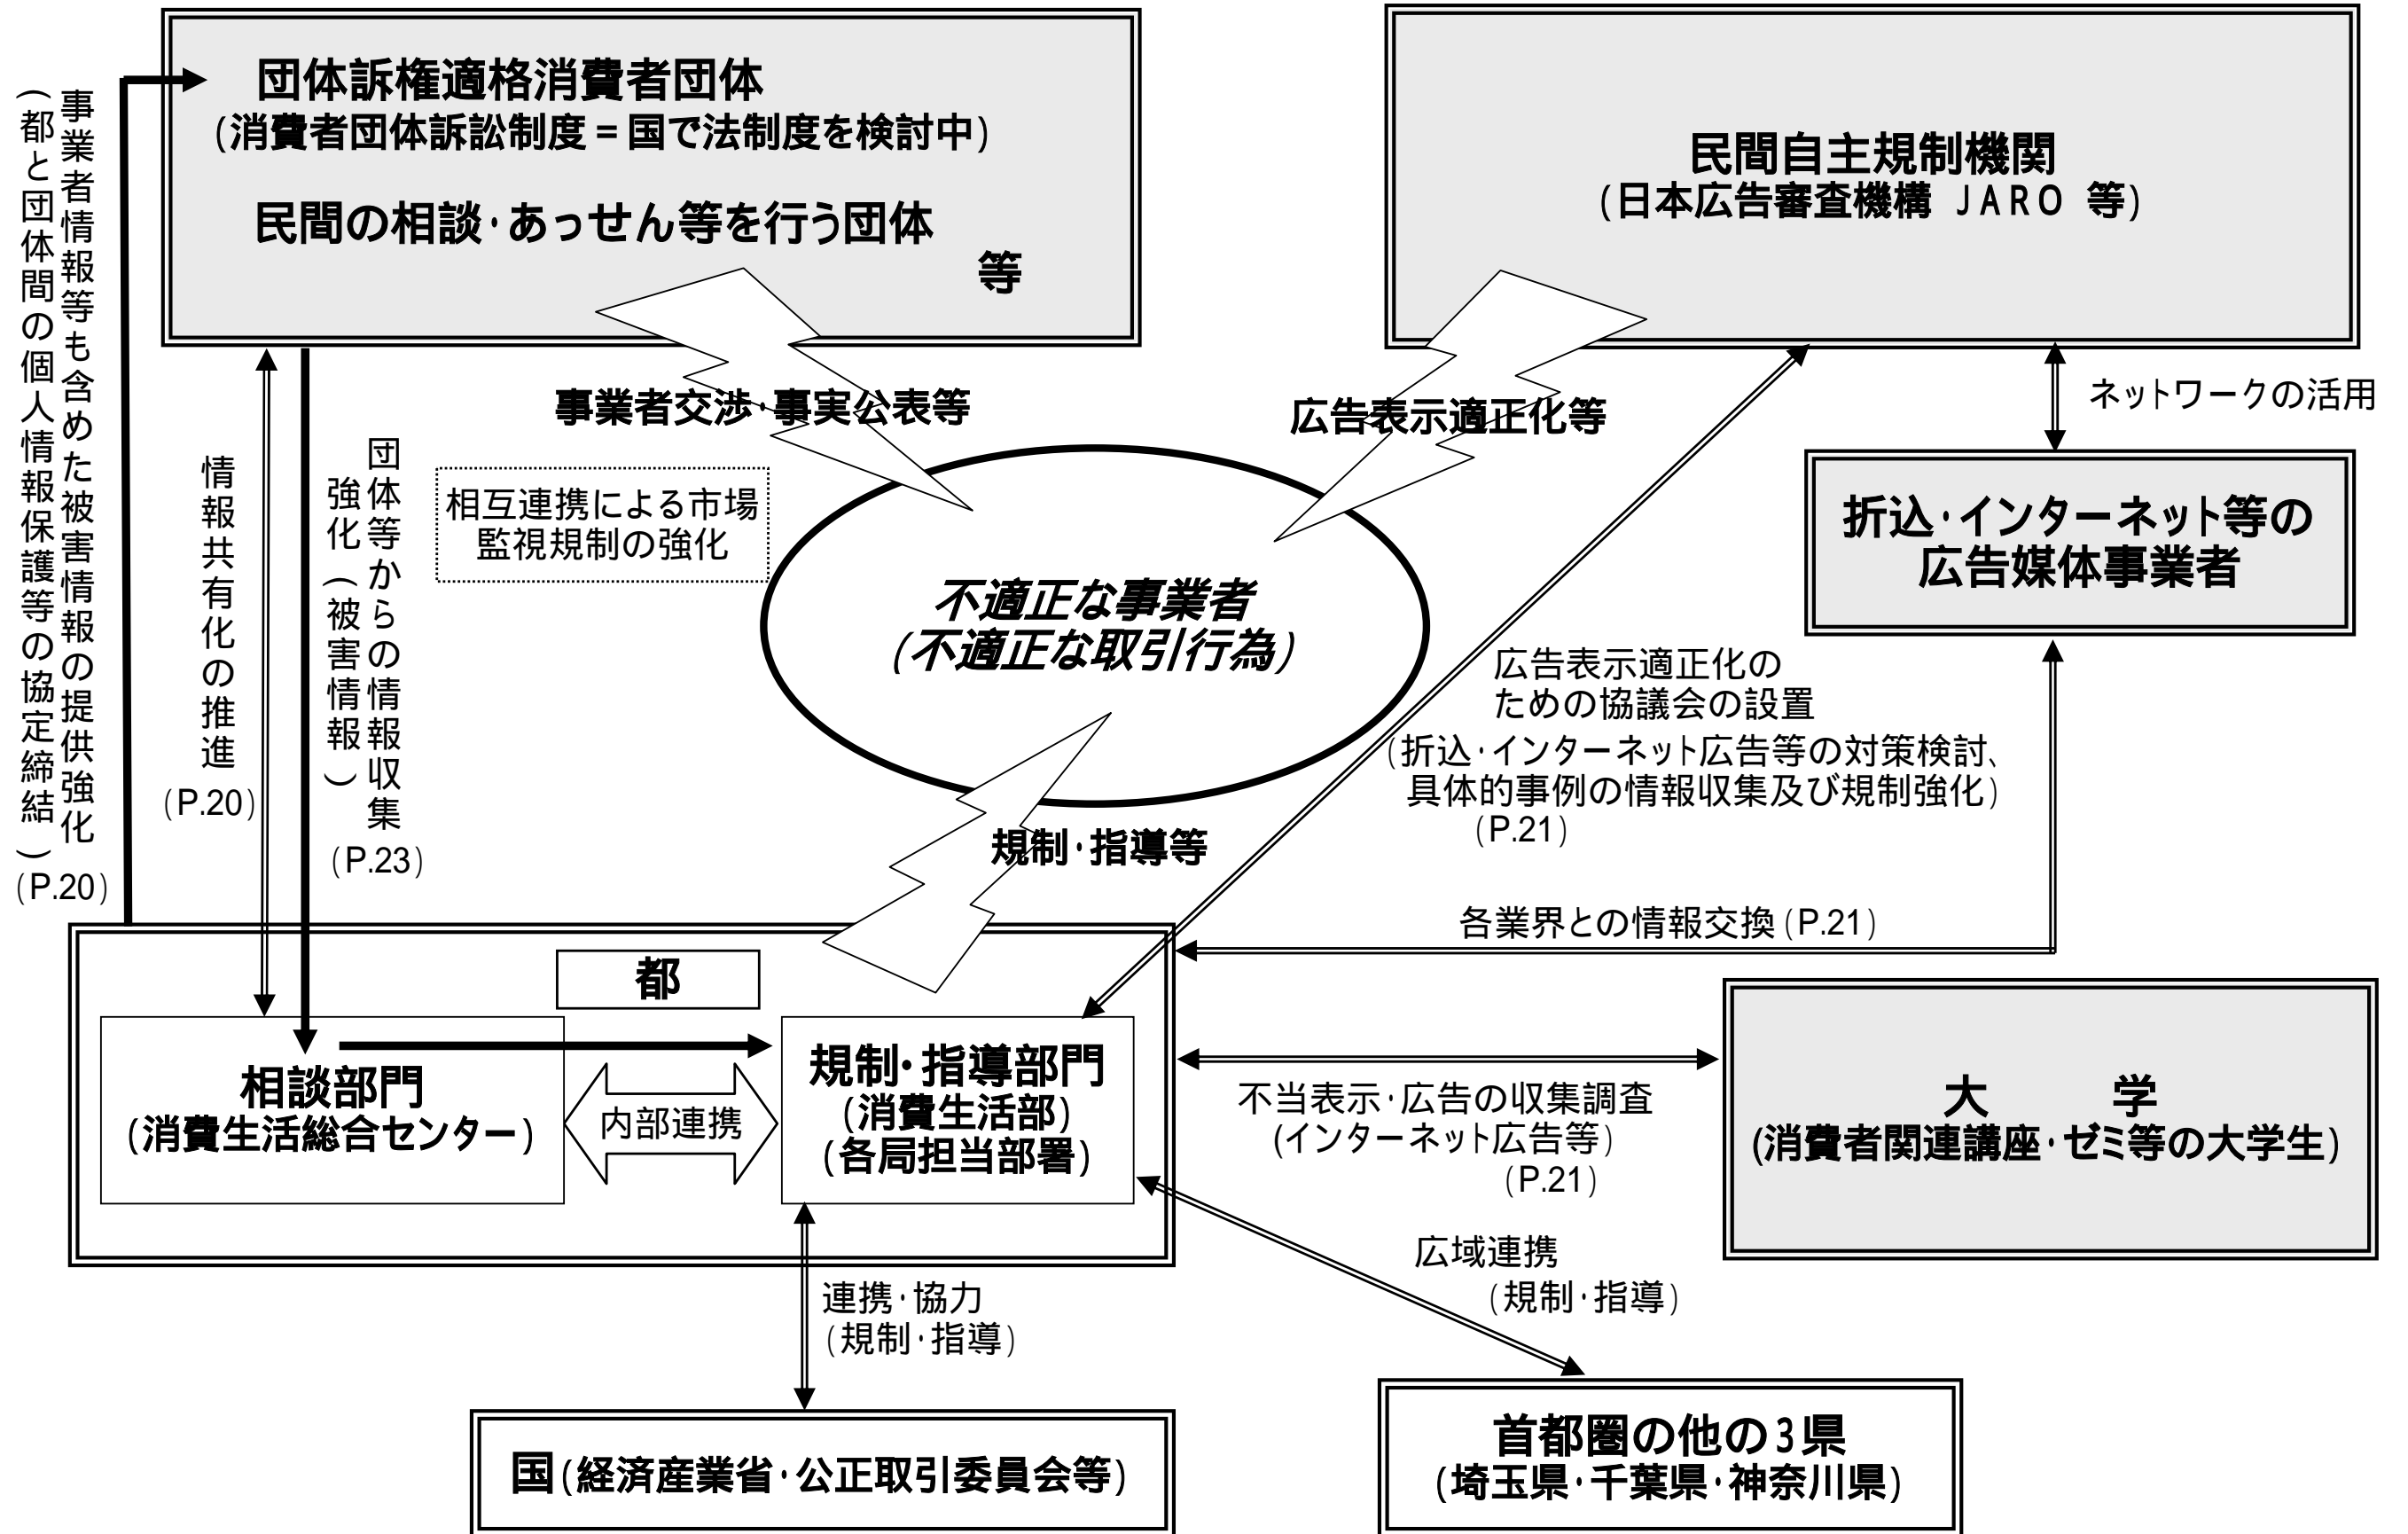 団体訴権適格消費者団体
(消費者団体訴訟制度=国で法制度を検討中)
民間の相談・あっせん等を行う団体
等
民間自主規制機関
(日本広告審査機構 JARO 等)
事業者情報等も含めた被害情報の提供強化
(都と団体間の個人情報保護等の協定締結)
(P.20)
情報共有化の推進
(P.20)
団体等からの情報収集
強化(被害情報)
(P.23)
事業者交渉・事実公表等
広告表示適正化等
ネットワークの活用
相互連携による市場
監視規制の強化
折込・インターネット等の
広告媒体事業者
不適正な事業者
(不適正な取引行為)
広告表示適正化の
ための協議会の設置
(折込・インターネット広告等の対策検討、
具体的事例の情報収集及び規制強化)
(P.21)
規制・指導等
各業界との情報交換(P.21)
都
相談部門
(消費生活総合センター)
内部連携
規制・指導部門
(消費生活部)
(各局担当部署)
不当表示・広告の収集調査
(インターネット広告等)
(P.21)
大 学
(消費者関連講座・ゼミ等の大学生)
広域連携
(規制・指導)
連携・協力
(規制・指導)
国(経済産業省・公正取引委員会等)
首都圏の他の3県
(埼玉県・千葉県・神奈川県)